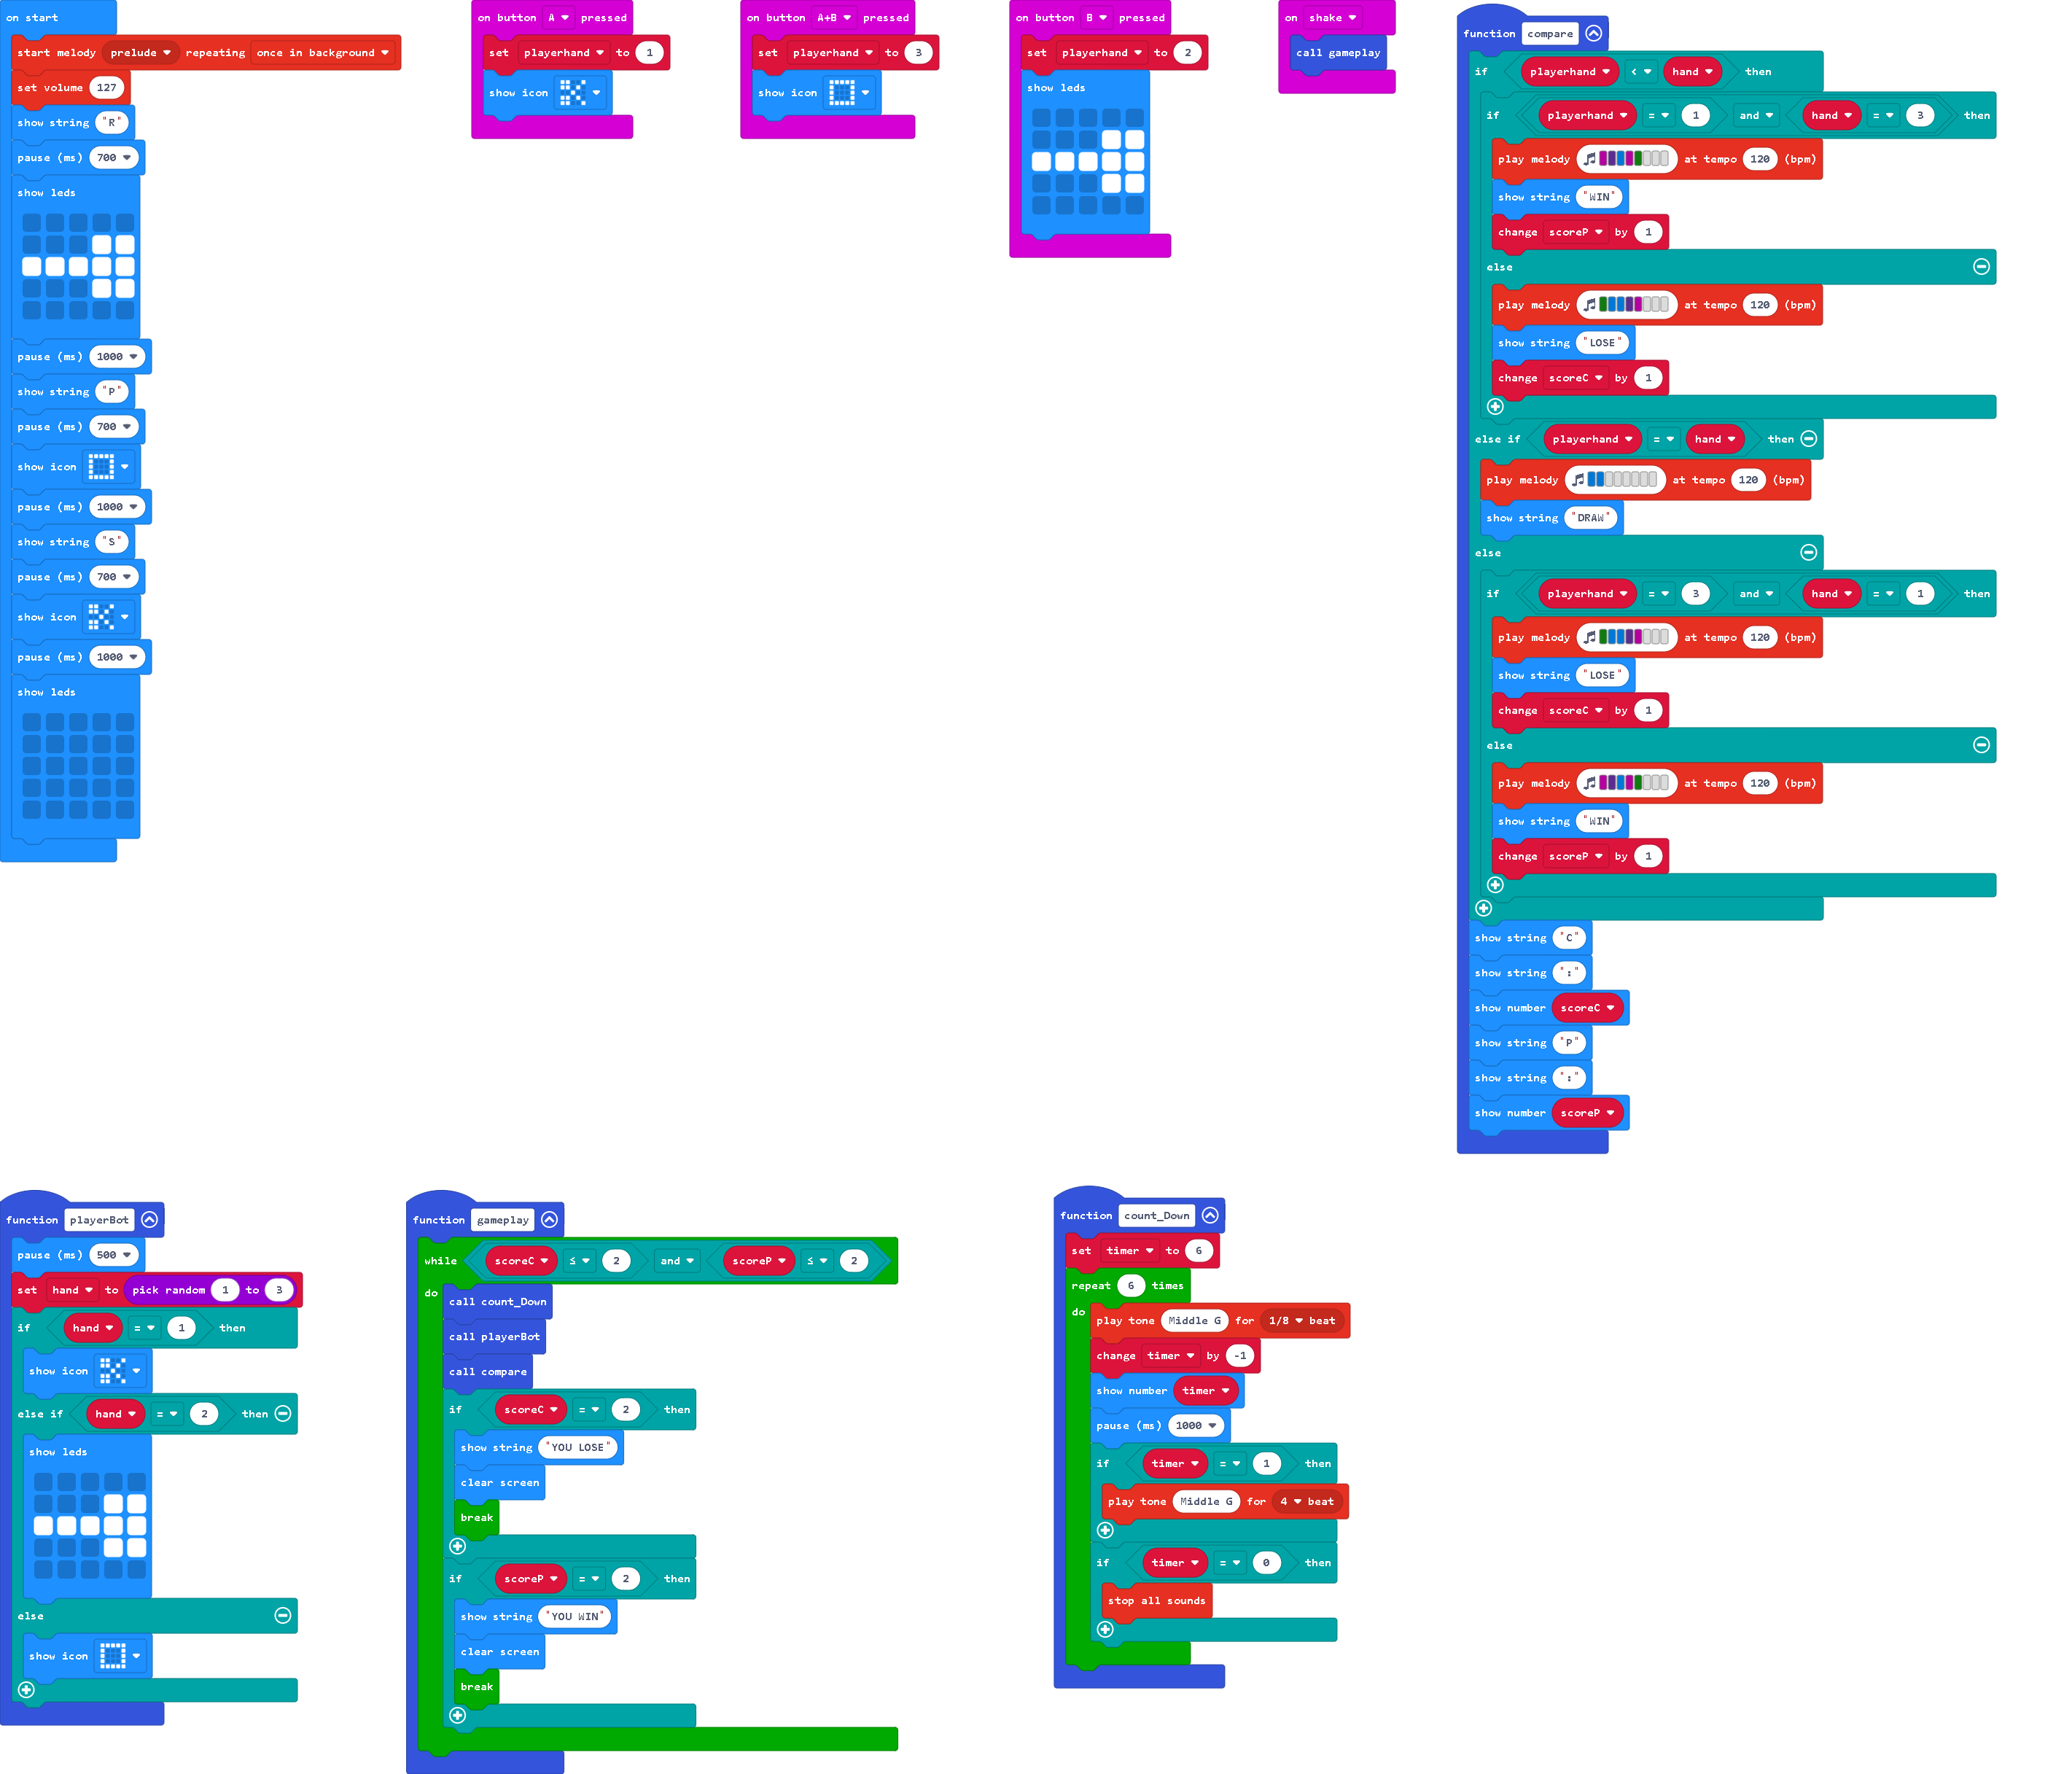 on start
start melody prelude repeating once in background
set volume 127
show string "R"
pause (ms) 700
show leds
pause (ms) 1000
show string "P"
pause (ms) 700
show icon
pause (ms) 1000
show string "S"
pause (ms) 700
show icon
pause (ms) 1000
show leds
on button A pressed
set playerhand to 1
show icon
on button A+B pressed
set playerhand to 3
show icon
on button B pressed
set playerhand to 2
show leds
on shake
call gameplay
function compare
if playerhand < hand then
if playerhand = 1 and hand = 3 then
play melody at tempo 120 (bpm)
show string "WIN"
change scoreP by 1
else
play melody at tempo 120 (bpm)
show string "LOSE"
change scoreC by 1
else if playerhand = hand then
play melody at tempo 120 (bpm)
show string "DRAW"
else
if playerhand = 3 and hand = 1 then
play melody at tempo 120 (bpm)
show string "LOSE"
change scoreC by 1
else
play melody at tempo 120 (bpm)
show string "WIN"
change scoreP by 1
show string "C"
show string ":"
show number scoreC
show string "P"
show string ":"
show number scoreP
function playerBot
pause (ms) 500
set hand to pick random 1 to 3
if hand = 1 then
show icon
else if hand = 2 then
show leds
else
show icon
function gameplay
while scoreC ≤ 2 and scoreP ≤ 2
do
call count_Down
call playerBot
call compare
if scoreC = 2 then
show string "YOU LOSE"
clear screen
break
if scoreP = 2 then
show string "YOU WIN"
clear screen
break
function count_Down
set timer to 6
repeat 6 times
do
play tone Middle G for 1/8 beat
change timer by -1
show number timer
pause (ms) 1000
if timer = 1 then
play tone Middle G for 4 beat
if timer = 0 then
stop all sounds